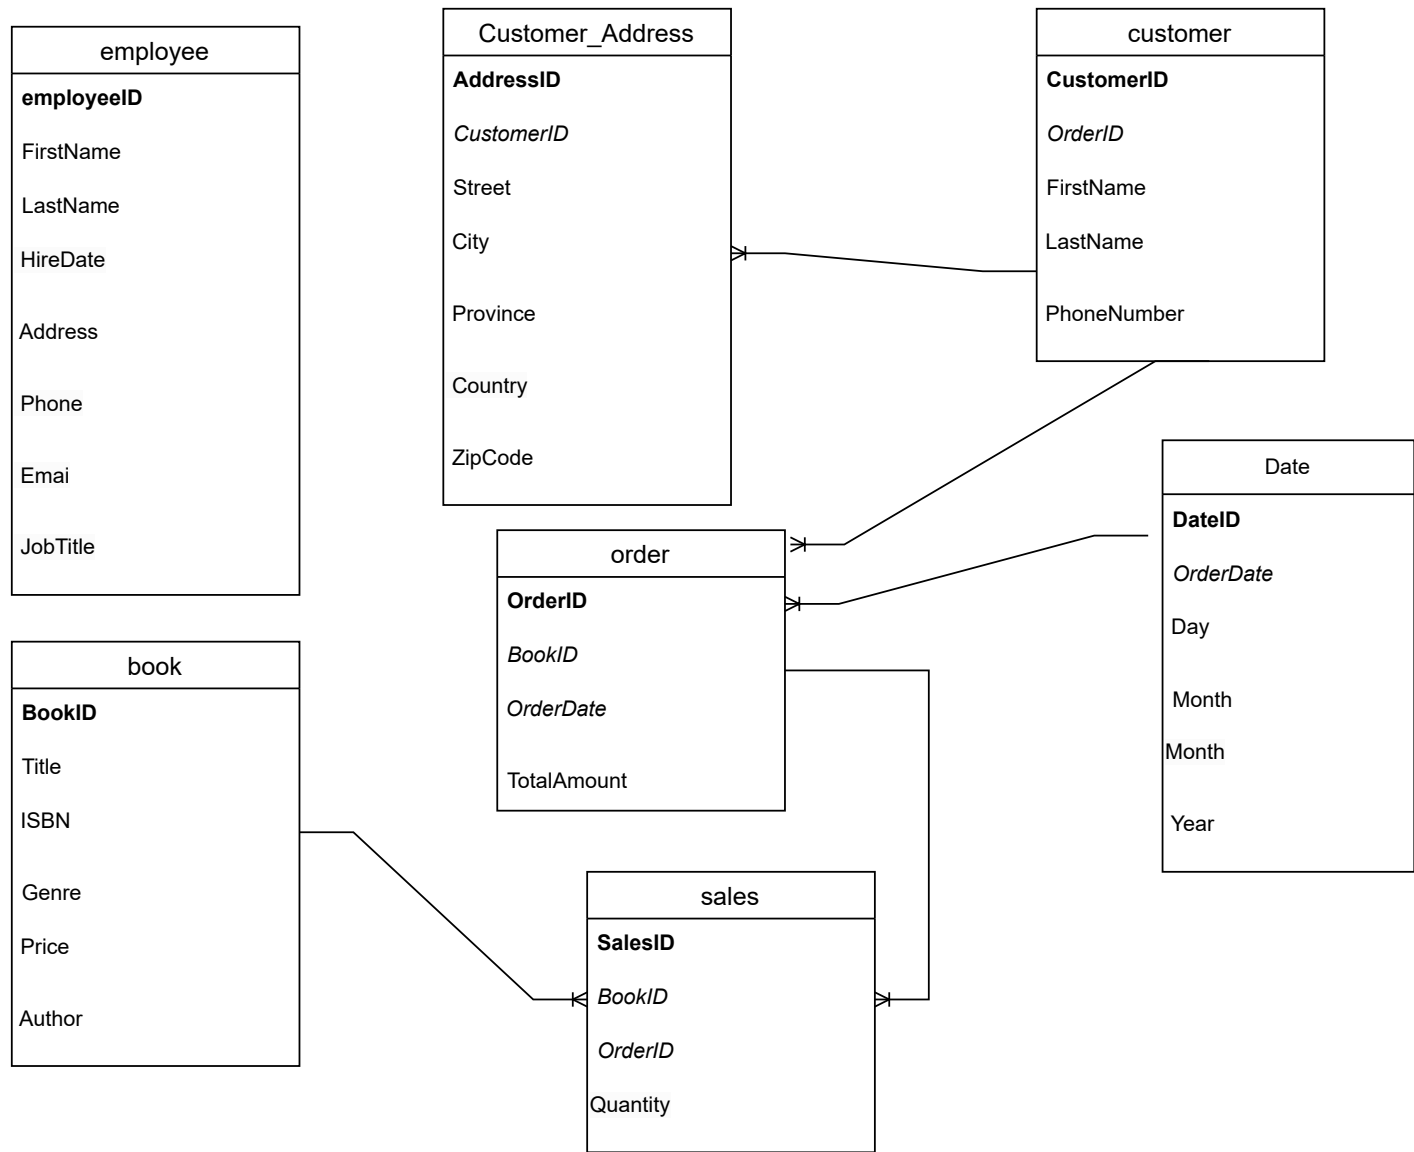 employee
employeeID
FirstName
LastName
HireDate
Address
Phone
Emai
JobTitle
Customer_Address
AddressID
CustomerID
Street
City
Province
Country
ZipCode
customer
CustomerID
OrderID
FirstName
LastName
PhoneNumber
Date
DateID
OrderDate
Day
Month
Month
Year
order
OrderID
BookID
OrderDate
TotalAmount
book
BookID
Title
ISBN
Genre
Price
Author
sales
SalesID
BookID
OrderID
Quantity